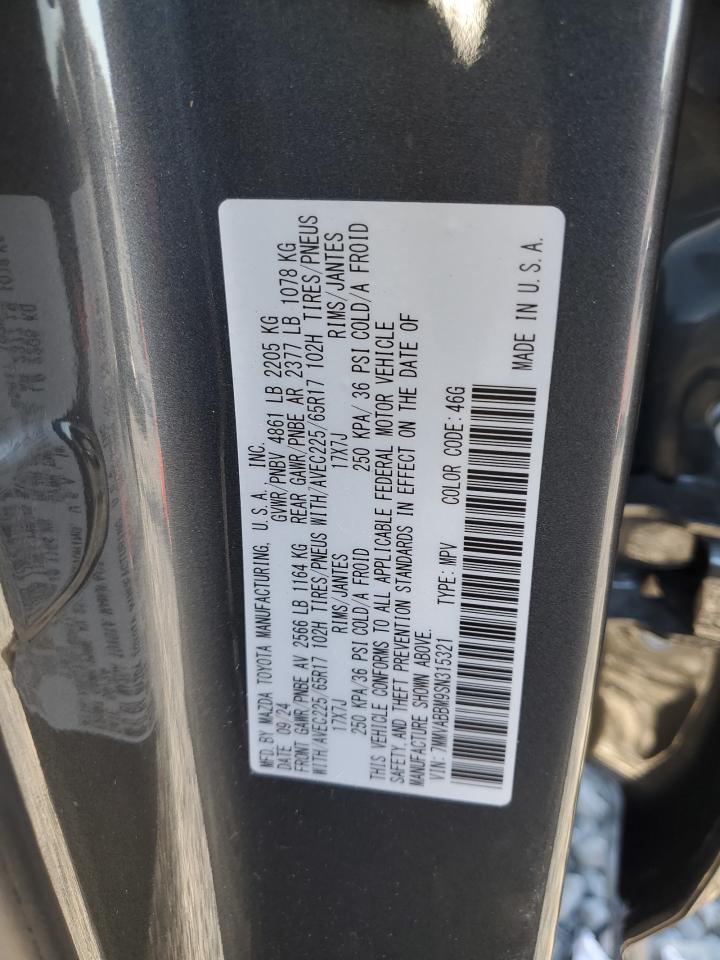 MFD.BY MAZDA TOYOTA MANUFACTURING, U.S.A. INC.
DATE 09/24 GVWR/PNBV 4861 LB 2205 KG
FRONT GAWR/PNBE AV 2566 LB 1164 KG REAR GAWR/PNBE AR 2377 LB 1078 KG
WITH/AVEC225/65R17 102H TIRES/PNEUS WITH/AVEC225/65R17 102H TIRES/PNEUS
17X7J RIMS/JANTES 17X7J RIMS/JANTES
250 KPA/36 PSI COLD/A FROID 250 KPA/ 36 PSI COLD/A FROID
THIS VEHICLE CONFORMS TO ALL APPLICABLE FEDERAL MOTOR VEHICLE
SAFETY,AND THEFT PREVENTION STANDARDS IN EFFECT ON THE DATE OF
MANUFACTURE SHOWN ABOVE.
VIN: 7MMVABBM9SN315321 TYPE: MPV COLOR CODE: 46G
MADE IN U.S.A.